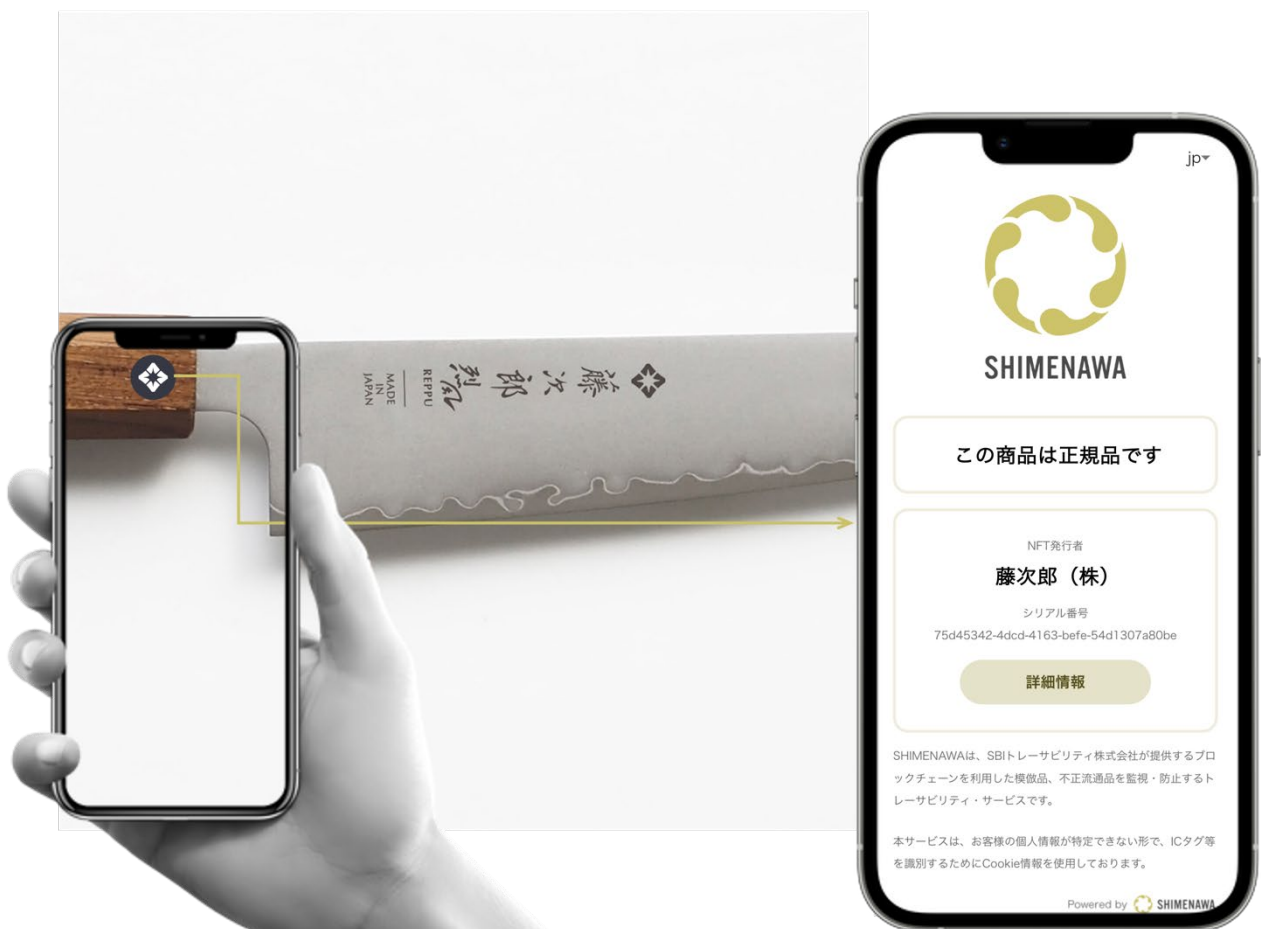 藤次郎
烈風
REPPU
MADE
IN
JAPAN
jp
SHIMENAWA
この商品は正規品です
NFT発行者
藤次郎（株）
シリアル番号
75d45342-4dcd-4163-befe-54d1307a80be
詳細情報
SHIMENAWAは、SBIトレーサビリティ株式会社が提供するブロ
ックチェーンを利用した模倣品、不正流通品を監視・防止するト
レーサビリティ・サービスです。
本サービスは、お客様の個人情報が特定できない形で、ICタグ等
を識別するためにCookie情報を使用しております。
Powered by SHIMENAWA